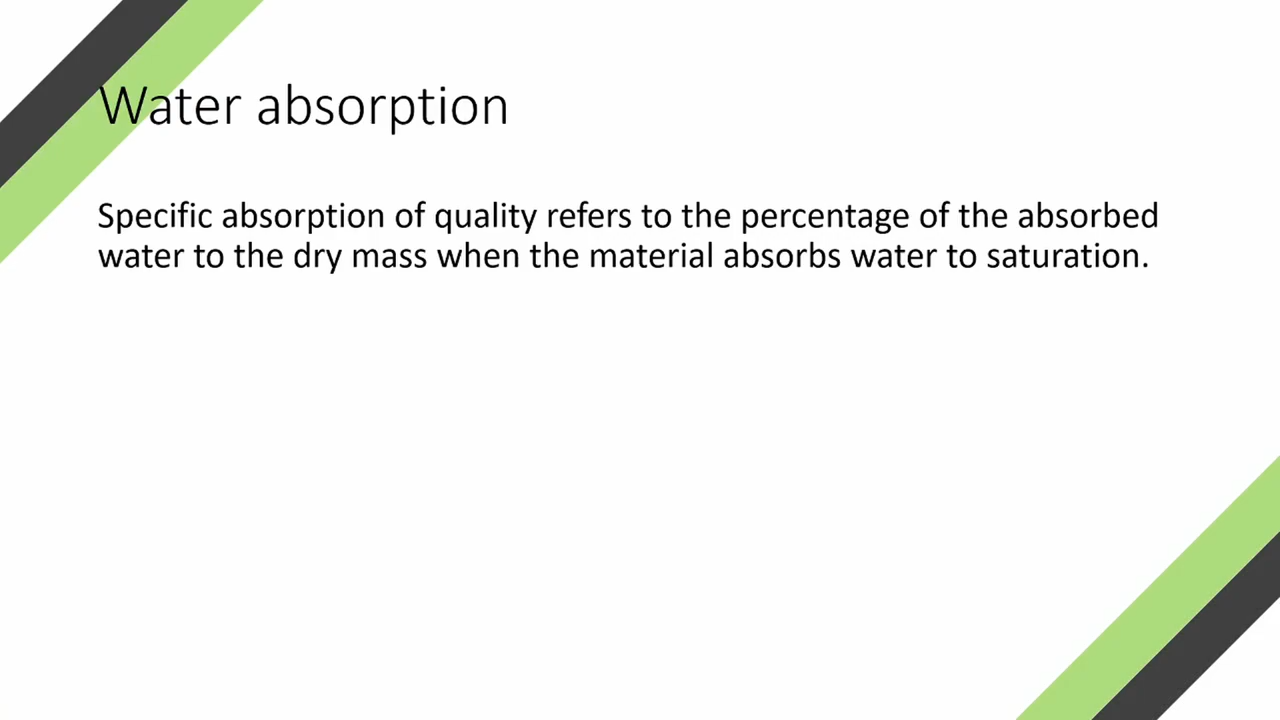 Water absorption
Specific absorption of quality refers to the percentage of the absorbed
water to the dry mass when the material absorbs water to saturation.